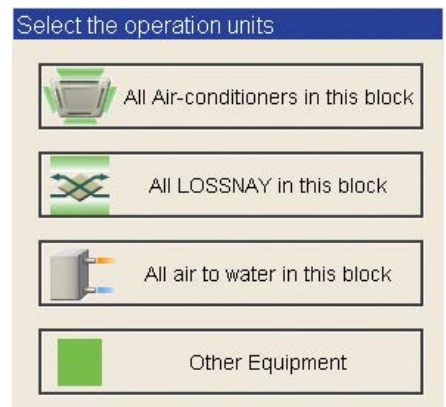 Select the operation units
All Air-conditioners in this block
All LOSSNAY in this block
All air to water in this block
Other Equipment